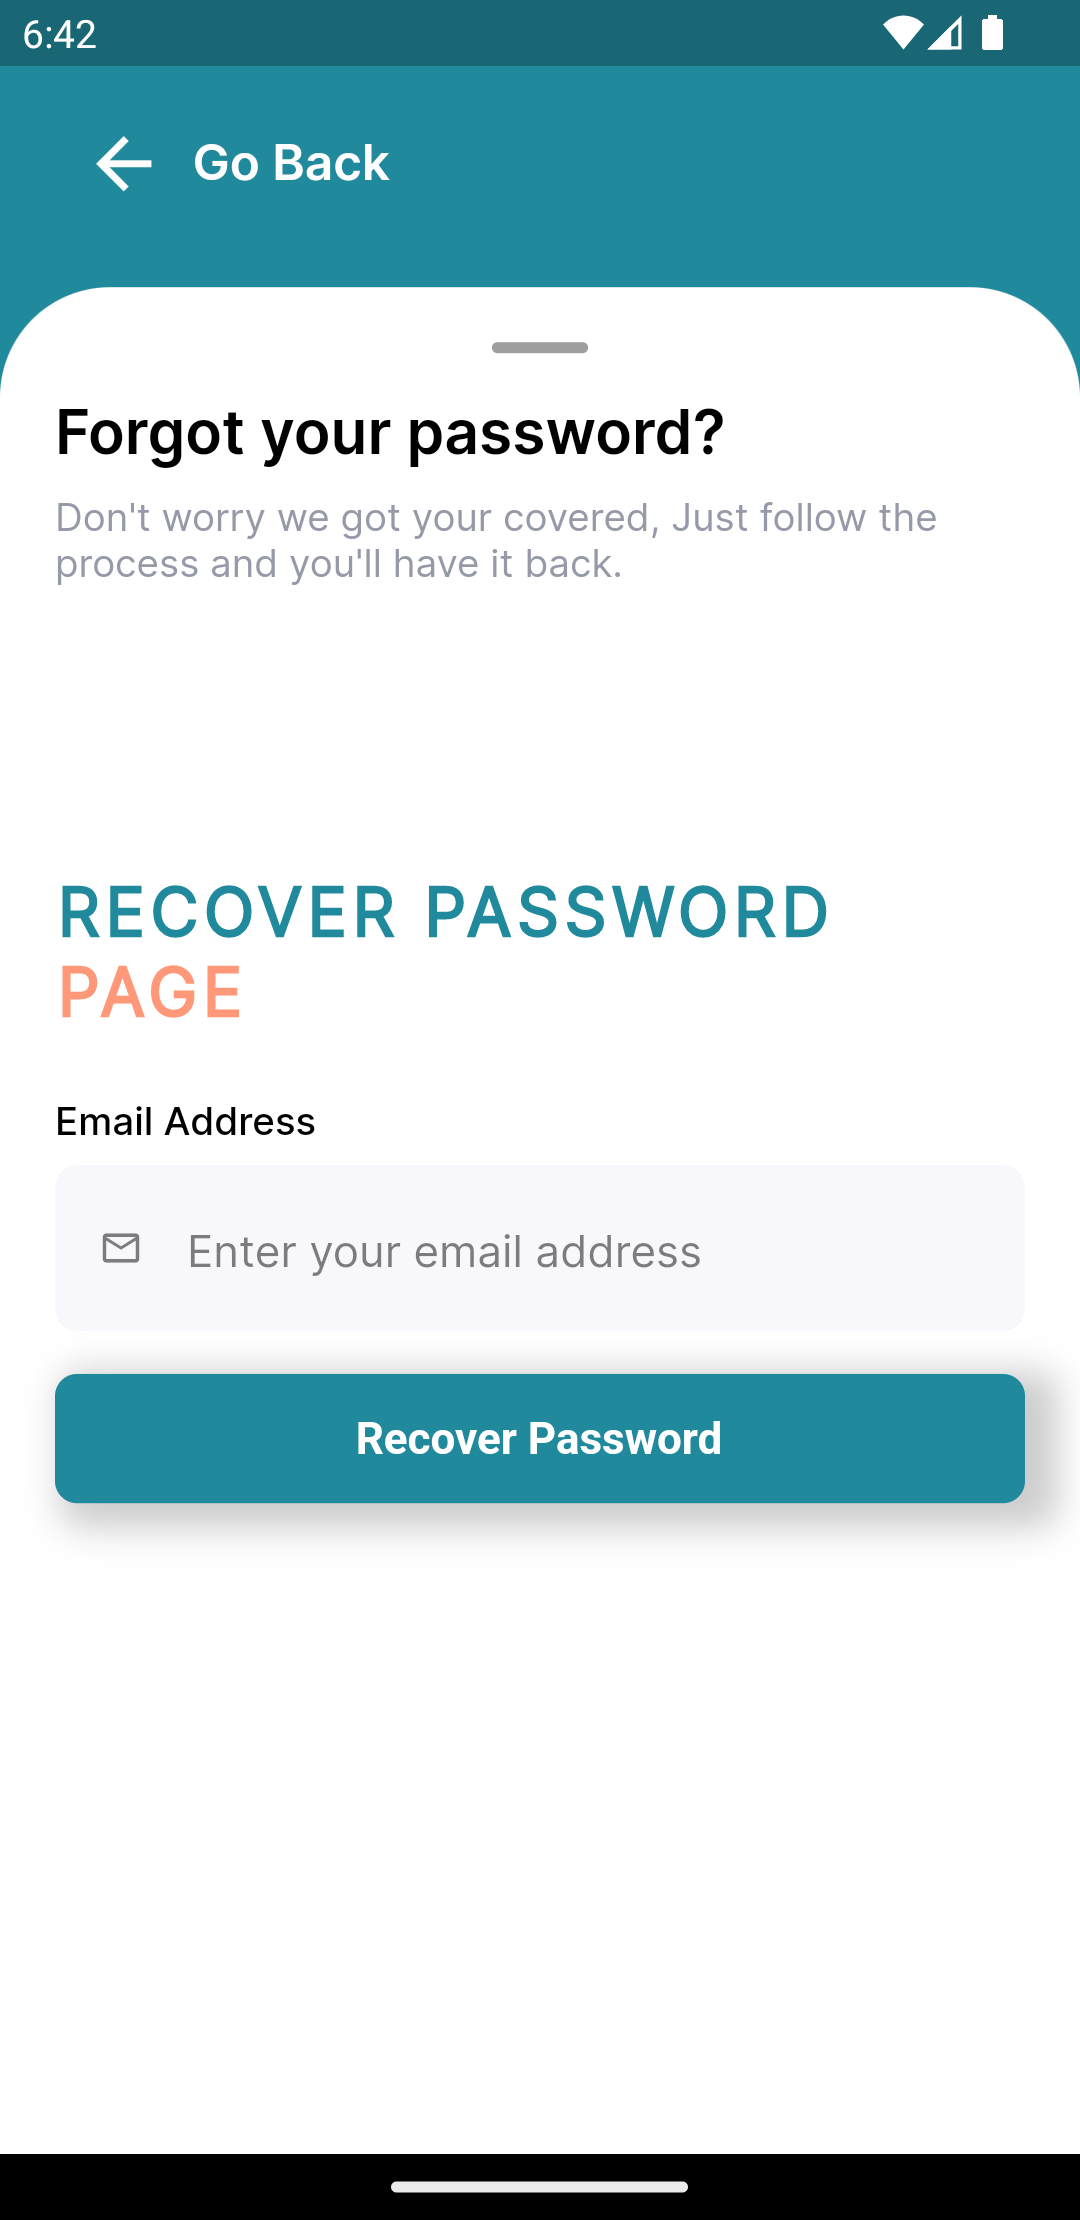 6:42
Go Back
Forgot your password?
Don't worry we got your covered, Just follow the
process and you'll have it back.
RECOVER PASSWORD
PAGE
Email Address
Enter your email address
Recover Password